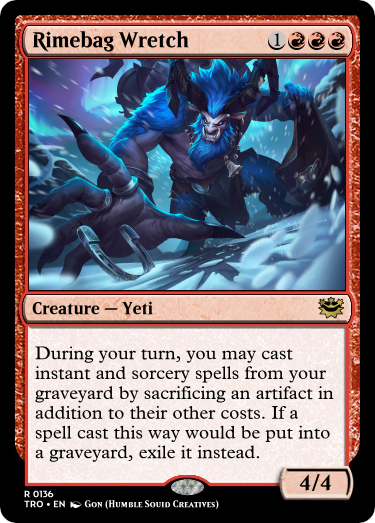 Rimebag Wretch 1
Creature — Yeti
During your turn, you may cast
instant and sorcery spells from your
graveyard by sacrificing an artifact in
addition to their other costs. If a
spell cast this way would be put into
a graveyard, exile it instead.
4/4
R 0136
TRO • EN Gon (Humble Squid Creatives)